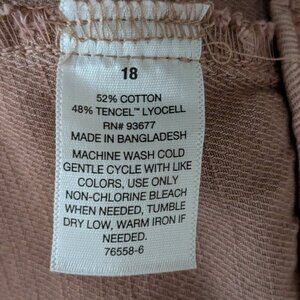 18
52% COTTON
48% TENCEL™ LYOCELL
RN# 93677
MADE IN BANGLADESH
MACHINE WASH COLD
GENTLE CYCLE WITH LIKE
COLORS, USE ONLY
NON-CHLORINE BLEACH
WHEN NEEDED, TUMBLE
DRY LOW, WARM IRON IF
NEEDED.
76558-6